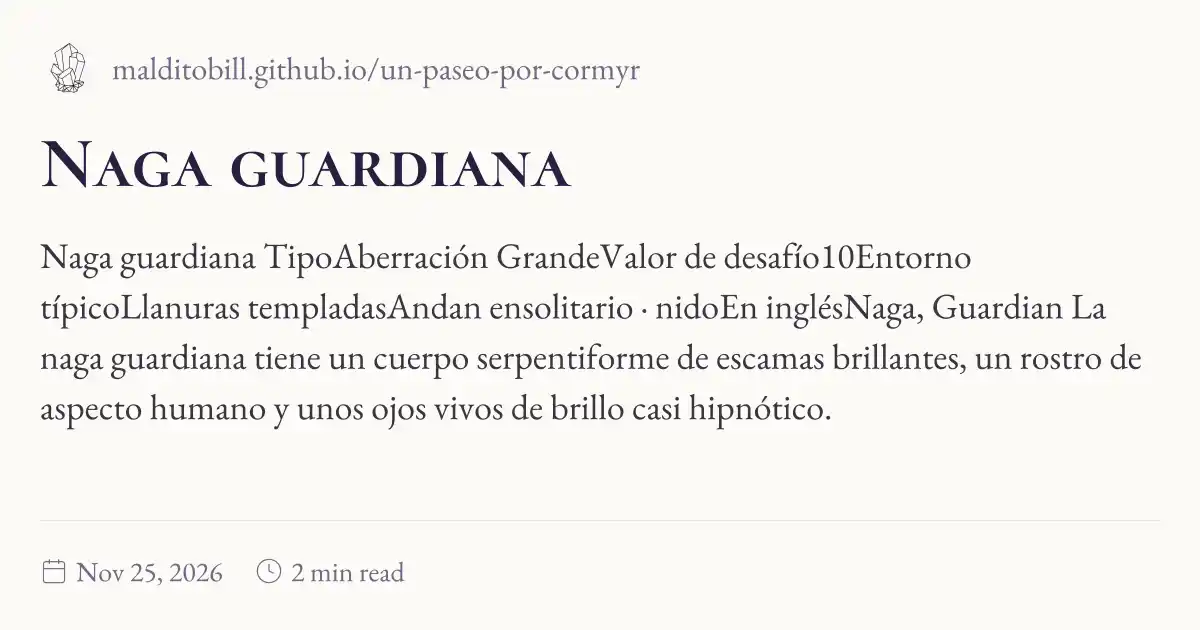 malditobill.github.io/un-paseo-por-cormyr
Naga guardiana
Naga guardiana TipoAberración GrandeValor de desafío10Entorno
típicoLlanuras templadasAndan ensolitario · nidoEn inglésNaga, Guardian La
naga guardiana tiene un cuerpo serpentiforme de escamas brillantes, un rostro de
aspecto humano y unos ojos vivos de brillo casi hipnótico.
Nov 25, 2026 2 min read